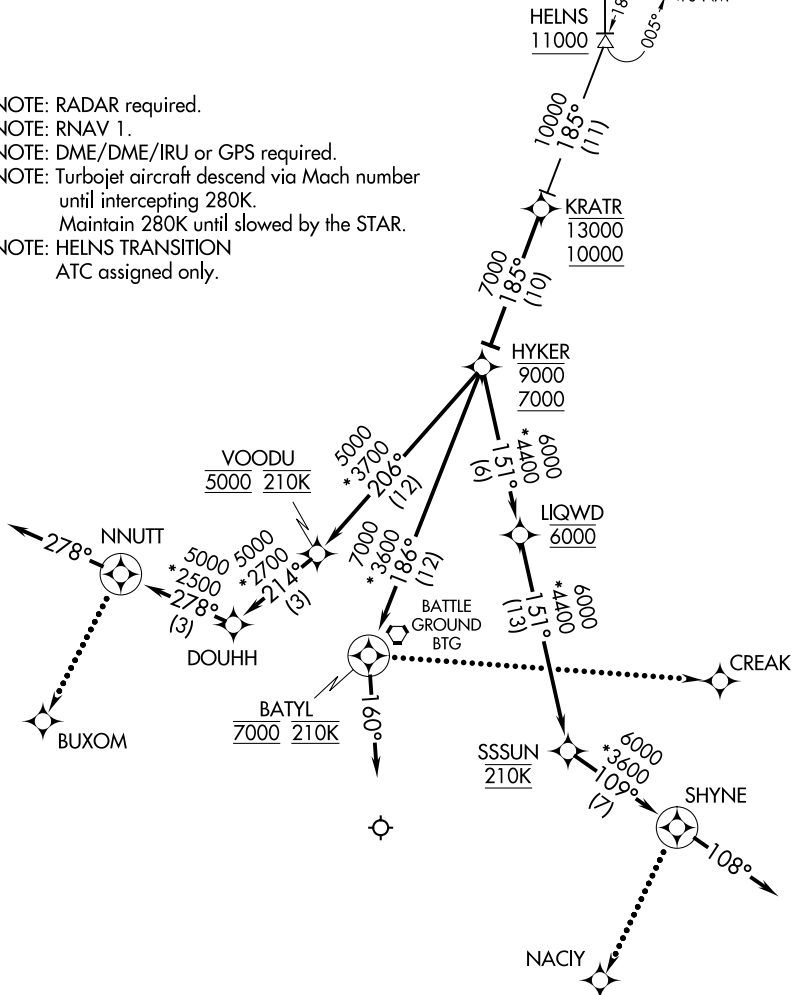 HELNS
11000
18
005°
10000
185°
(11)
NOTE: RADAR required.
NOTE: RNAV 1.
NOTE: DME/DME/IRU or GPS required.
NOTE: Turbojet aircraft descend via Mach number
until intercepting 280K.
Maintain 280K until slowed by the STAR.
NOTE: HELNS TRANSITION
ATC assigned only.
KRATR
13000
10000
7000
185°
(10)
HYKER
9000
7000
5000
*3700
206°
(12)
7000
*3600
186°
(12)
6000
*4400
151°
(6)
VOODU
5000 210K
LIQWD
6000
278°
NNUTT
5000
*2500
278°
(3)
5000
*2700
214°
(3)
DOUHH
6000
*4400
151°
(13)
BATTLE
GROUND
BTG
CREAK
BATYL
7000 210K
160°
BUXOM
SSSUN
210K
6000
*3600
109°
(7)
SHYNE
108°
NACIY